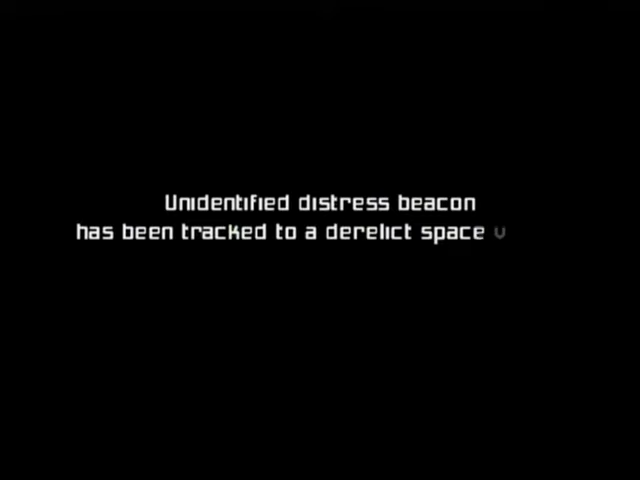 Unidentified distress beacon
has been tracked to a derelict space v